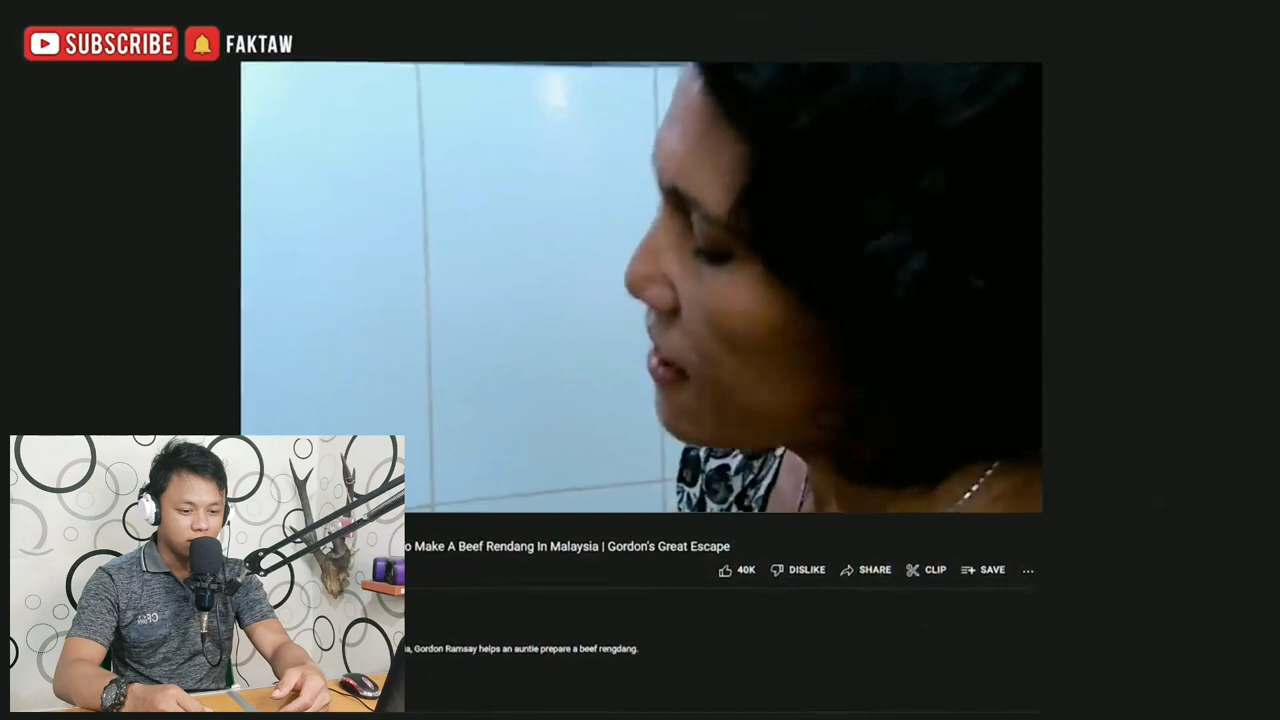 SUBSCRIBE FAKTAW
o Make A Beef Rendang In Malaysia | Gordon's Great Escape
40K DISLIKE SHARE CLIP SAVE ...
ia, Gordon Ramsay helps an auntie prepare a beef rengdang.